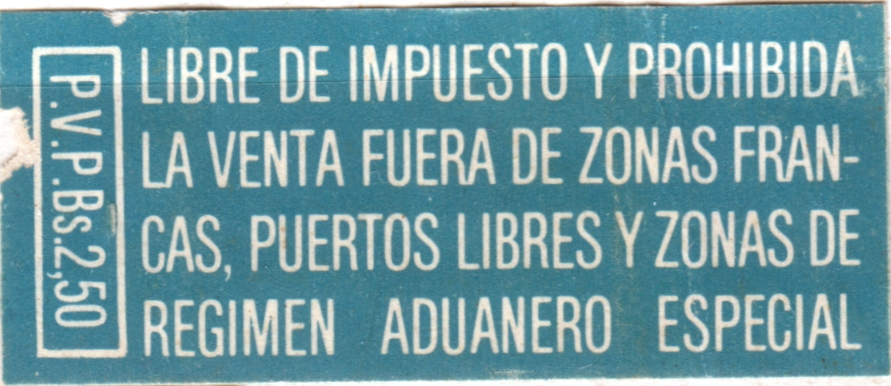 P.V.P.Bs.2,50
LIBRE DE IMPUESTO Y PROHIBIDA
LA VENTA FUERA DE ZONAS FRAN-
CAS, PUERTOS LIBRES Y ZONAS DE
REGIMEN ADUANERO ESPECIAL